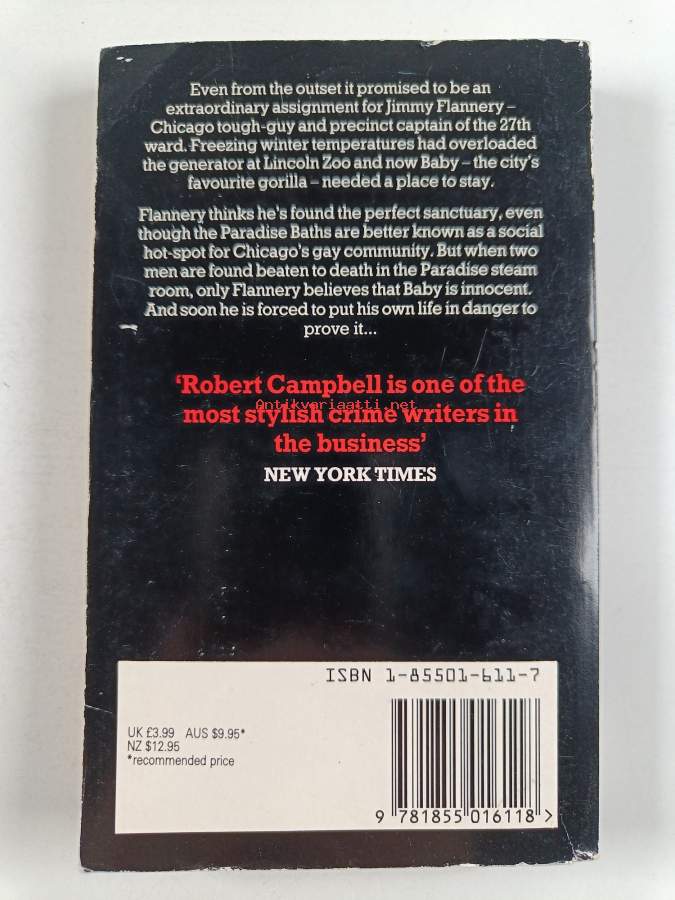 Even from the outset it promised to be an
extraordinary assignment for Jimmy Flannery –
Chicago tough-guy and precinct captain of the 27th
ward. Freezing winter temperatures had overloaded
the generator at Lincoln Zoo and now Baby – the city's
favourite gorilla – needed a place to stay.
Flannery thinks he's found the perfect sanctuary, even
though the Paradise Baths are better known as a social
hot-spot for Chicago's gay community. But when two
men are found beaten to death in the Paradise steam
room, only Flannery believes that Baby is innocent.
And soon he is forced to put his own life in danger to
prove it...
'Robert Campbell is one of the
Antikvariaatti.net
most stylish crime writers in
the business'
NEW YORK TIMES
ISBN 1-85501-611-7
UK £3.99 AUS $9.95*
NZ $12.95
*recommended price
9 781855 016118 >